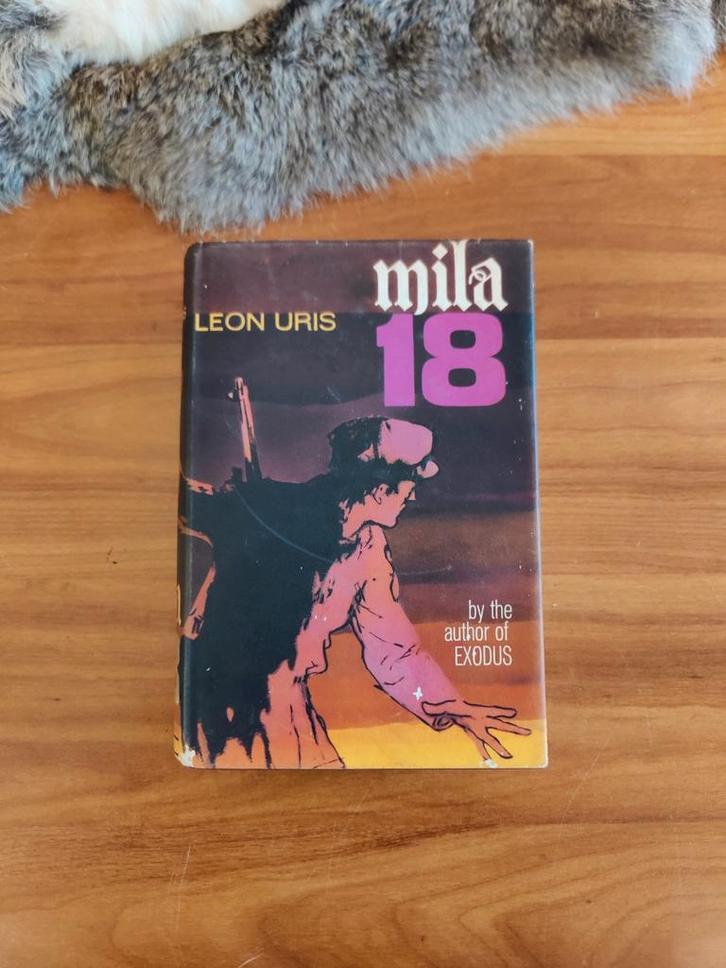 mila
18
LEON URIS
by the
author of
EXODUS